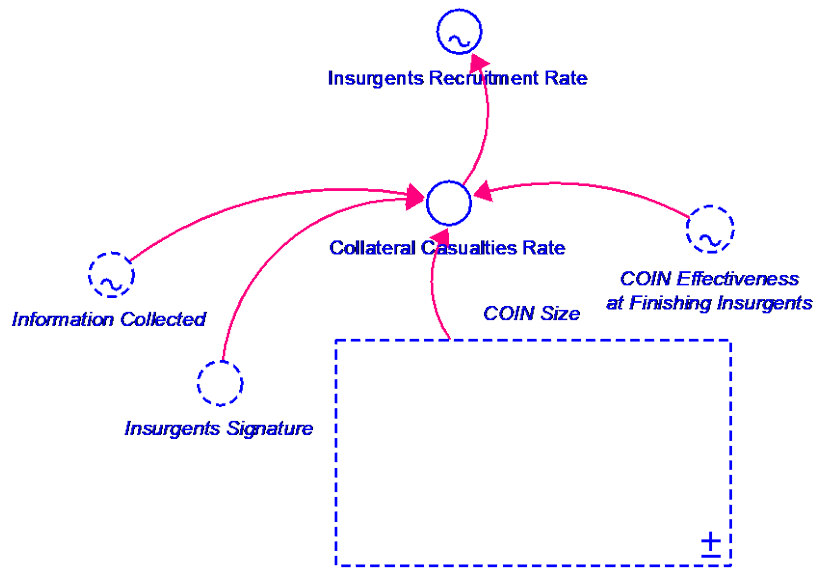 Insurgents Recruitment Rate
Collateral Casualties Rate
COIN Effectiveness
at Finishing Insurgents
Information Collected
COIN Size
Insurgents Signature
±